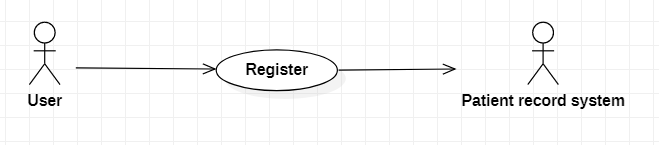 Register
User
Patient record system